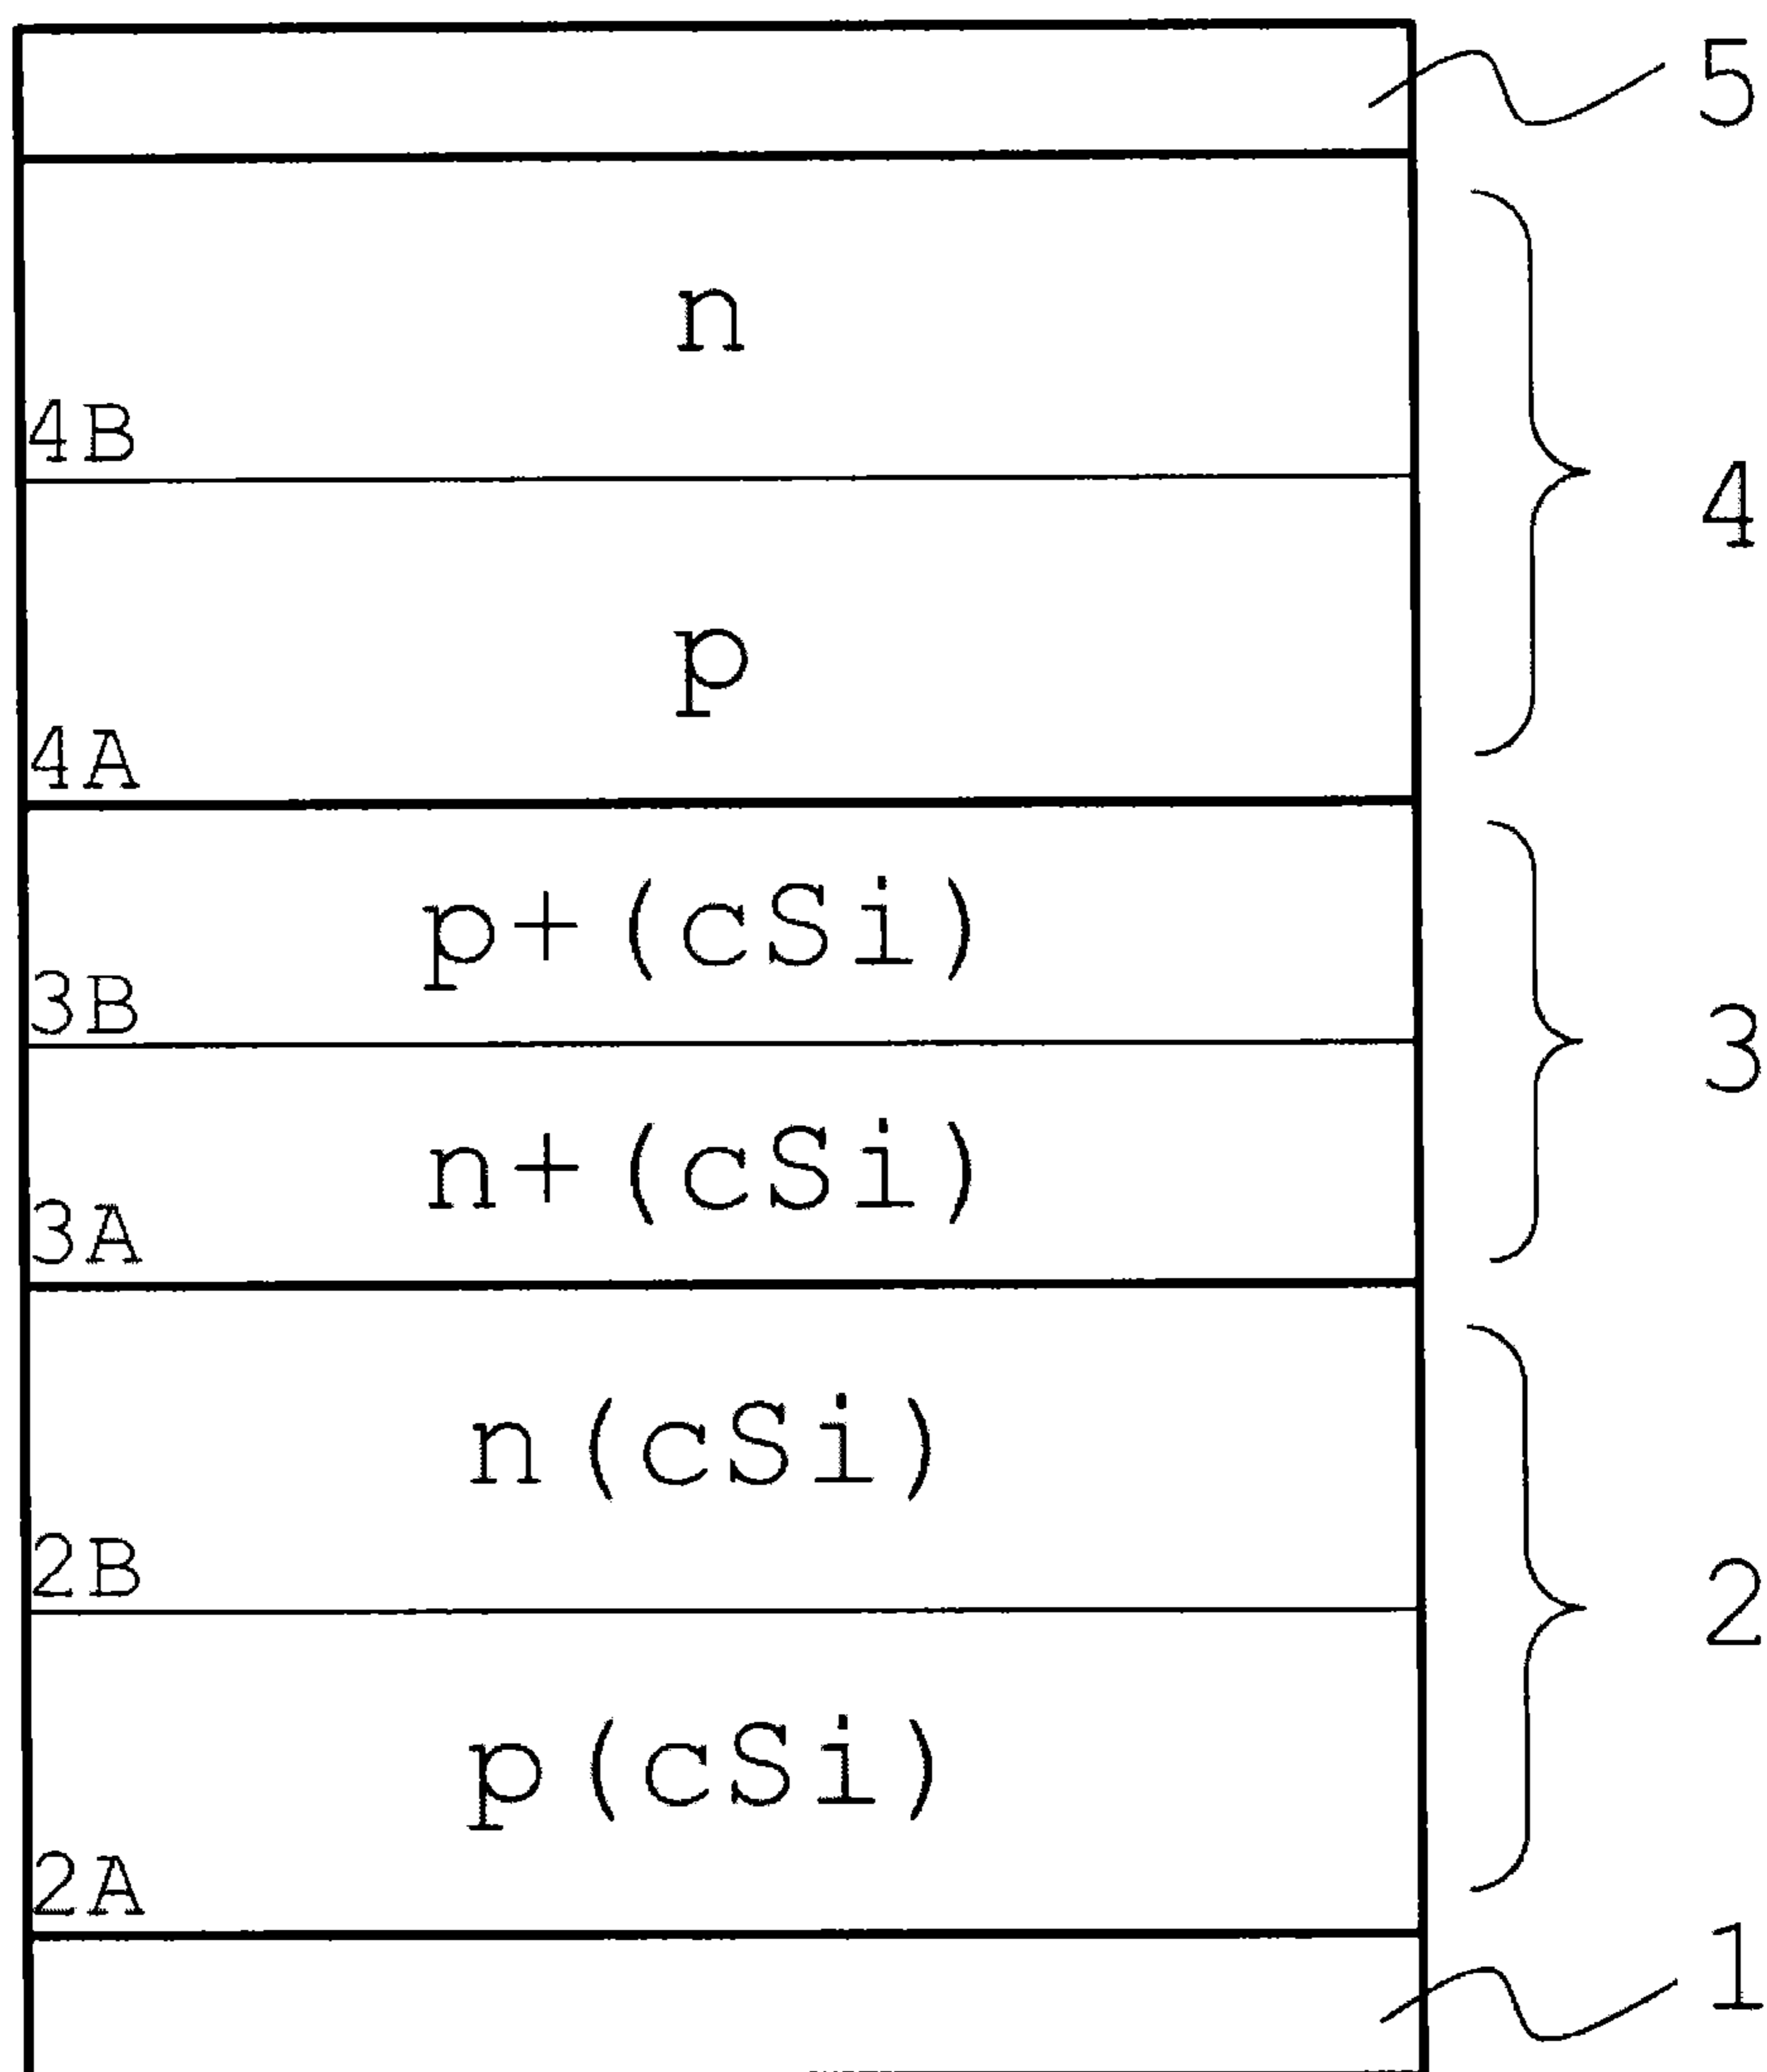 5
n
4B
4
p
4A
p+(cSi)
3B
3
n+(cSi)
3A
n(cSi)
2B
2
p(cSi)
2A
1